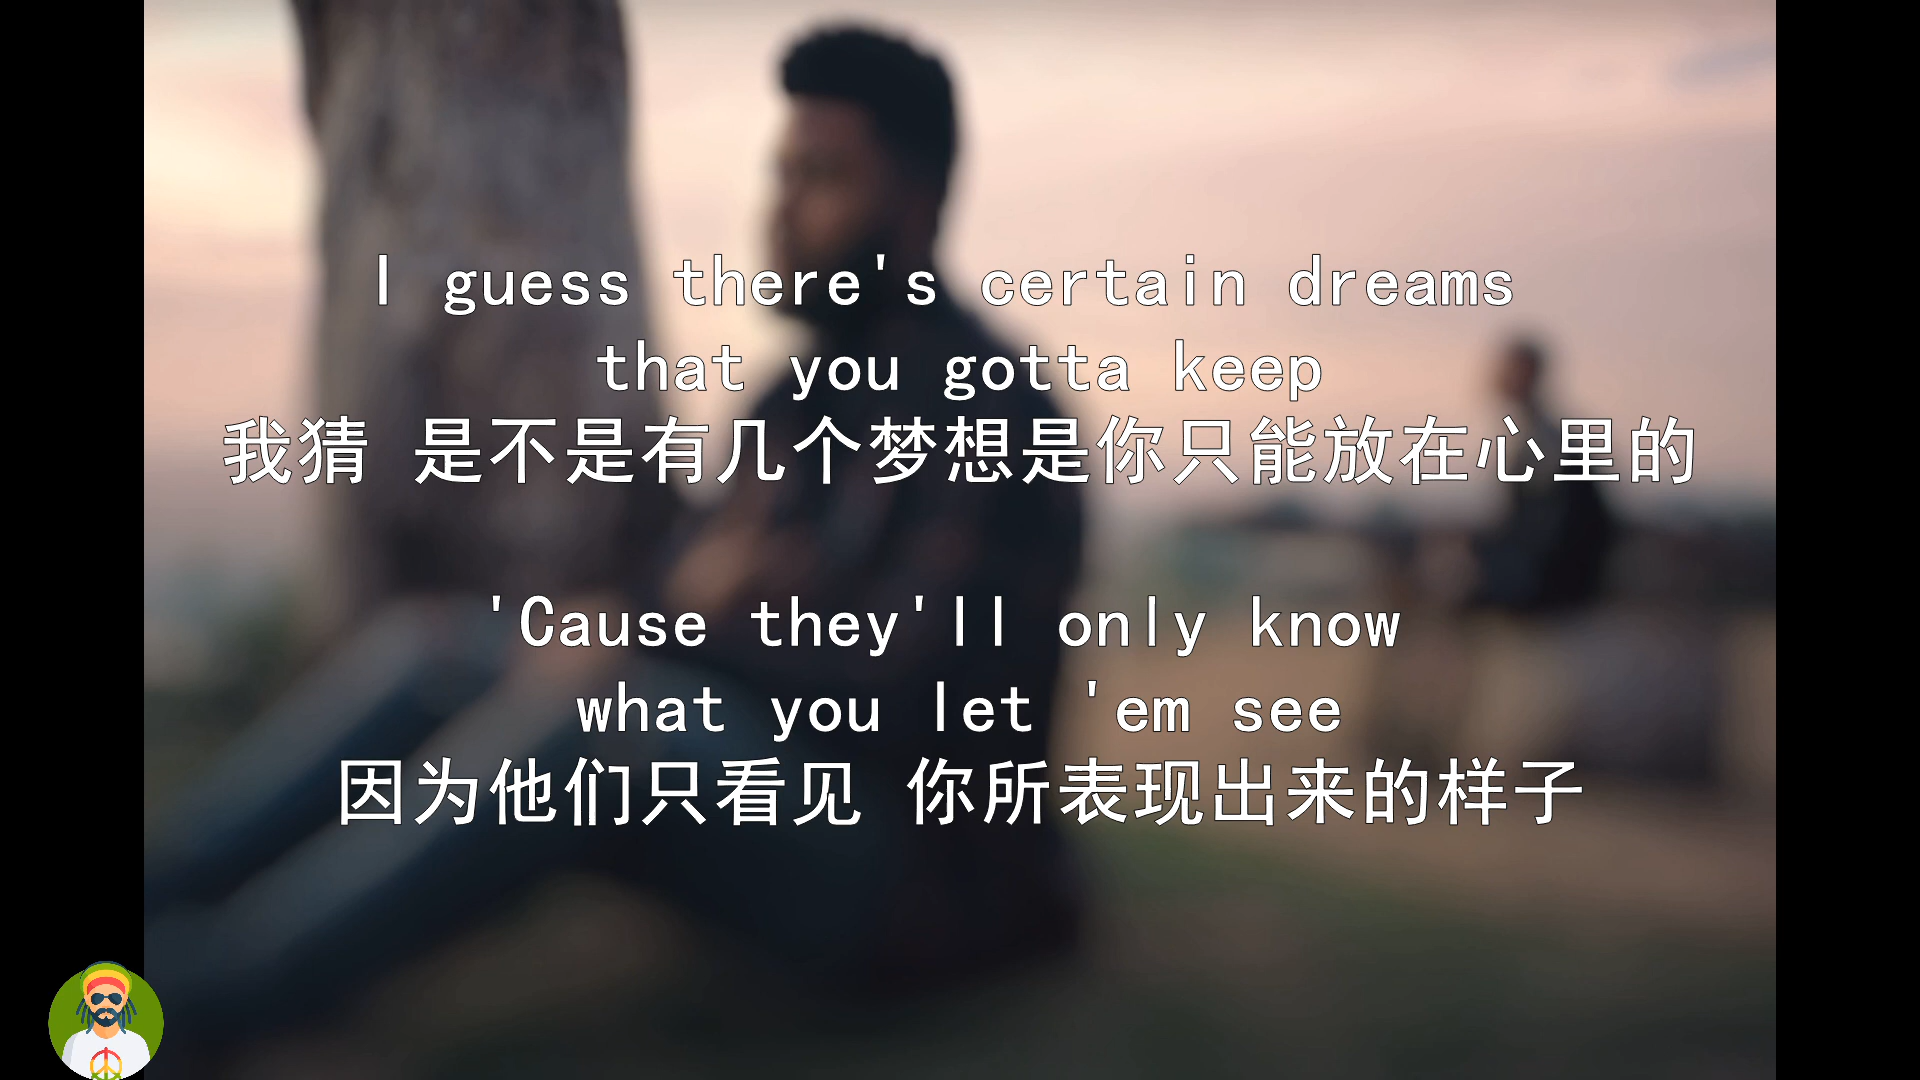 I guess there's certain dreams
that you gotta keep
我猜 是不是有几个梦想是你只能放在心里的
'Cause they'll only know
what you let 'em see
因为他们只看见 你所表现出来的样子